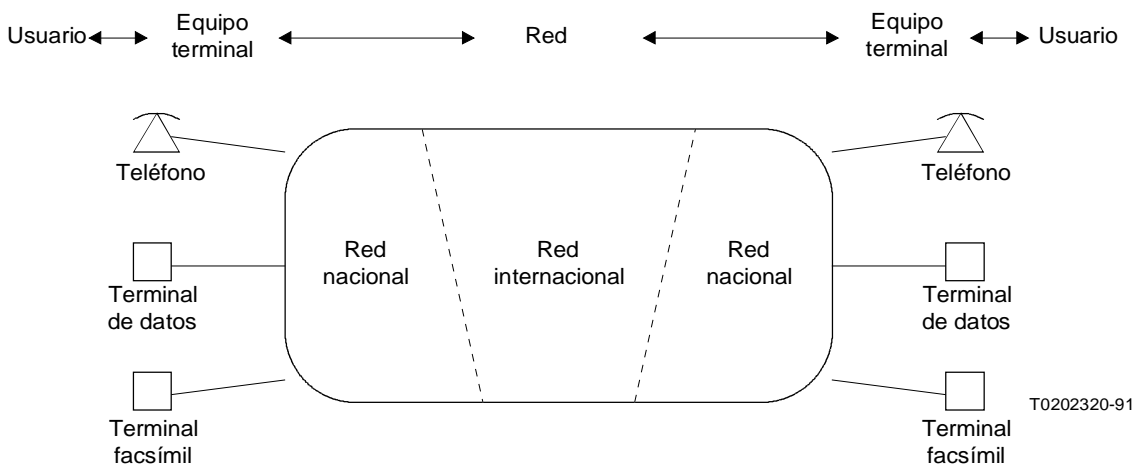 Usuario
Equipo
terminal
Red
Equipo
terminal
Usuario
Teléfono
Teléfono
Red
nacional
Red
internacional
Red
nacional
Terminal
de datos
Terminal
de datos
Terminal
facsímil
Terminal
facsímil
T0202320-91